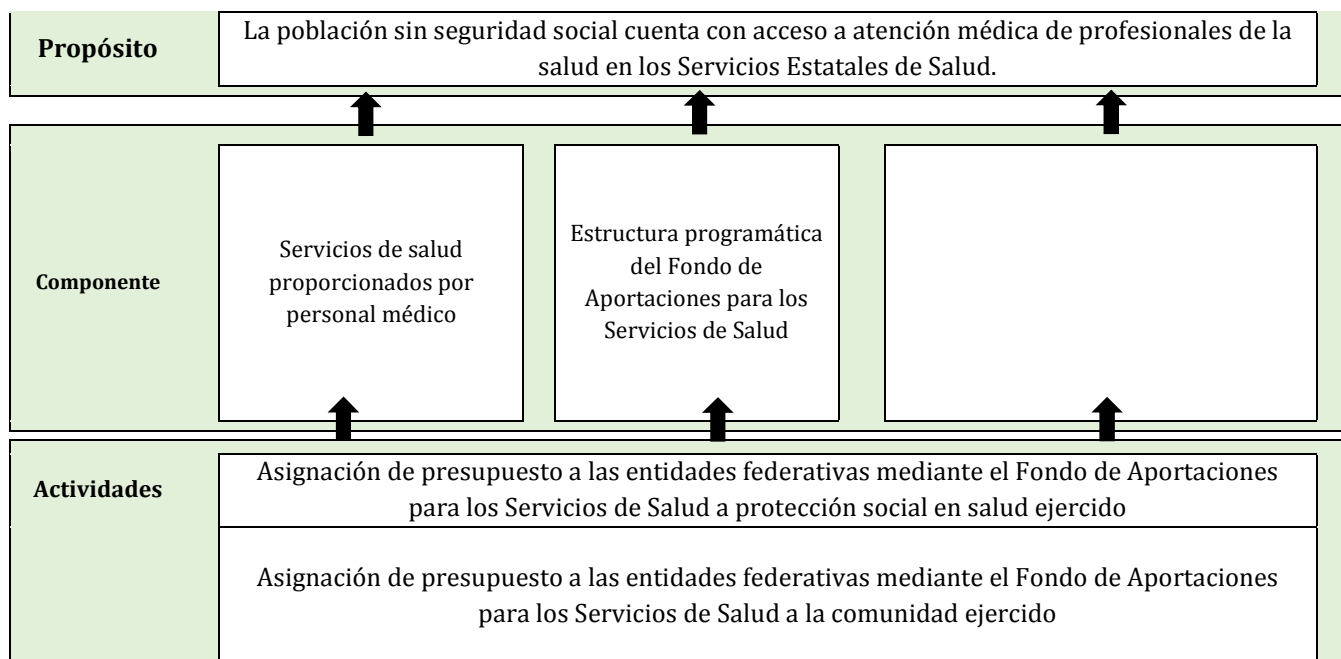 Propósito
La población sin seguridad social cuenta con acceso a atención médica de profesionales de la
salud en los Servicios Estatales de Salud.
Componente
Servicios de salud
proporcionados por
personal médico
Estructura programática
del Fondo de
Aportaciones para los
Servicios de Salud
Actividades
Asignación de presupuesto a las entidades federativas mediante el Fondo de Aportaciones
para los Servicios de Salud a protección social en salud ejercido
Asignación de presupuesto a las entidades federativas mediante el Fondo de Aportaciones
para los Servicios de Salud a la comunidad ejercido